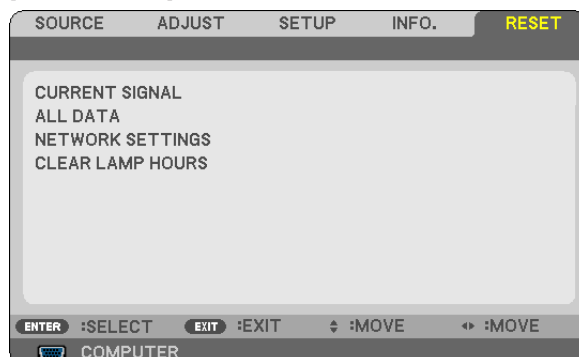 SOURCE ADJUST SETUP INFO. RESET
CURRENT SIGNAL
ALL DATA
NETWORK SETTINGS
CLEAR LAMP HOURS
ENTER :SELECT EXIT :EXIT :MOVE :MOVE
COMPUTER